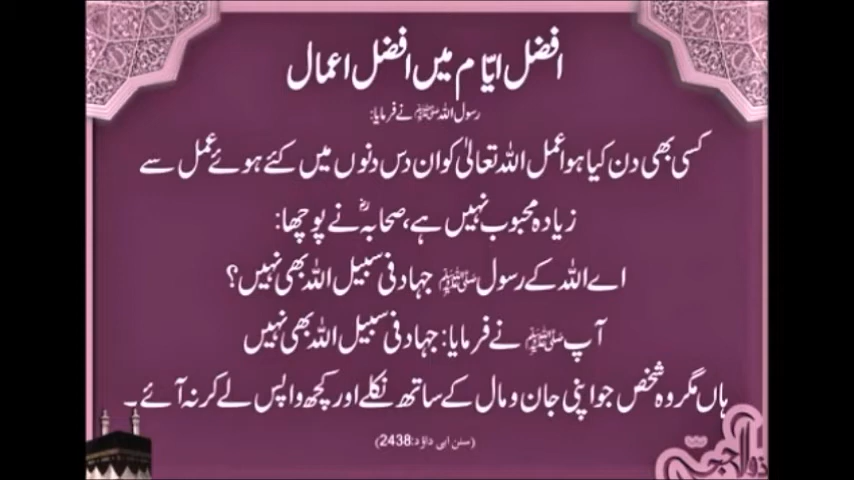 افضل ایّام میں افضل اعمال
رسول اللہ ﷺ نے فرمایا:
کسی بھی دن کیا ہوا عمل اللہ تعالیٰ کو ان دس دنوں میں کئے ہوئے عمل سے
زیادہ محبوب نہیں ہے، صحابہؓ نے پوچھا:
اے اللہ کے رسول ﷺ جہاد فی سبیل اللہ بھی نہیں؟
آپ ﷺ نے فرمایا: جہاد فی سبیل اللہ بھی نہیں
ہاں مگر وہ شخص جو اپنی جان و مال کے ساتھ نکلے اور کچھ واپس لے کر نہ آئے۔
(سنن ابی داؤد:2438)
ذوالحجۃ